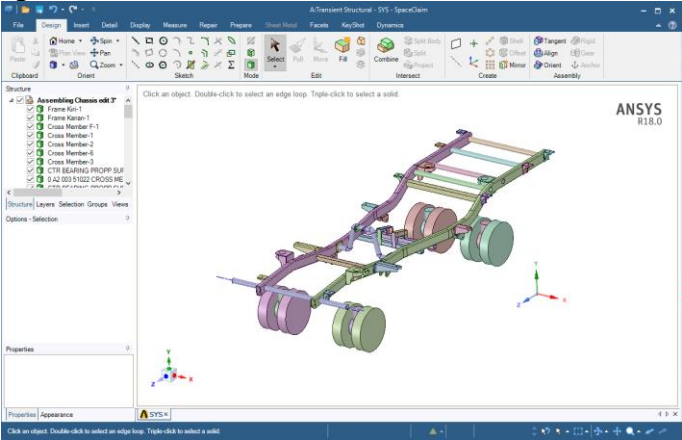 A:Transient Structural - SYS - SpaceClaim
File Design Insert Detail Display Measure Repair Prepare Sheet Metal Facets KeyShot Dynamics
Home Spin Select Pull Move Fill Combine Split Body Shell Offset Mirror Tangent Rigid
Paste Plan View Pan Split Align Gear
Zoom Project Orient Anchor
Clipboard Orient Sketch Mode Edit Intersect Create Assembly
Structure
Click an object. Double-click to select an edge loop. Triple-click to select a solid.
Assembling Chassis edit 3"
Frame Kiri-1
Frame Kanan-1
Cross Member F-1
Cross Member-1
Cross Member-2
Cross Member-6
Cross Member-3
CTR BEARING PROPP SUF
0 A2 003 51022 CROSS ME
ANSYS
R18.0
Structure Layers Selection Groups Views
Options - Selection
Y
X
Z
Properties
Y
X
Z
Properties Appearance
SYS
Click an object. Double-click to select an edge loop. Triple-click to select a solid.